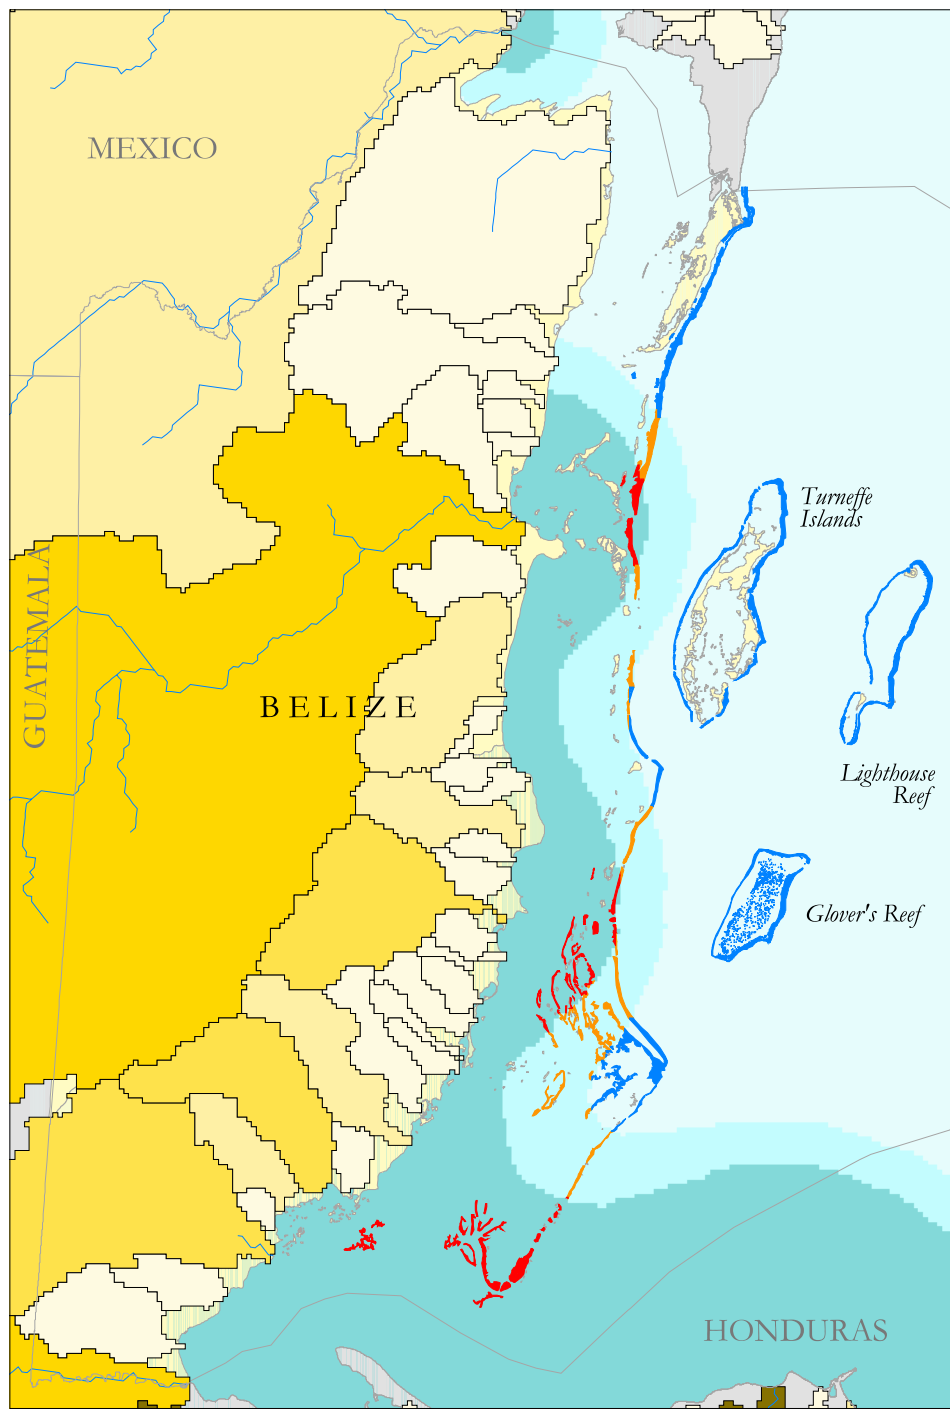 MEXICO
Turneffe
Islands
GUATEMALA
BELIZE
Lighthouse
Reef
Glover's Reef
HONDURAS